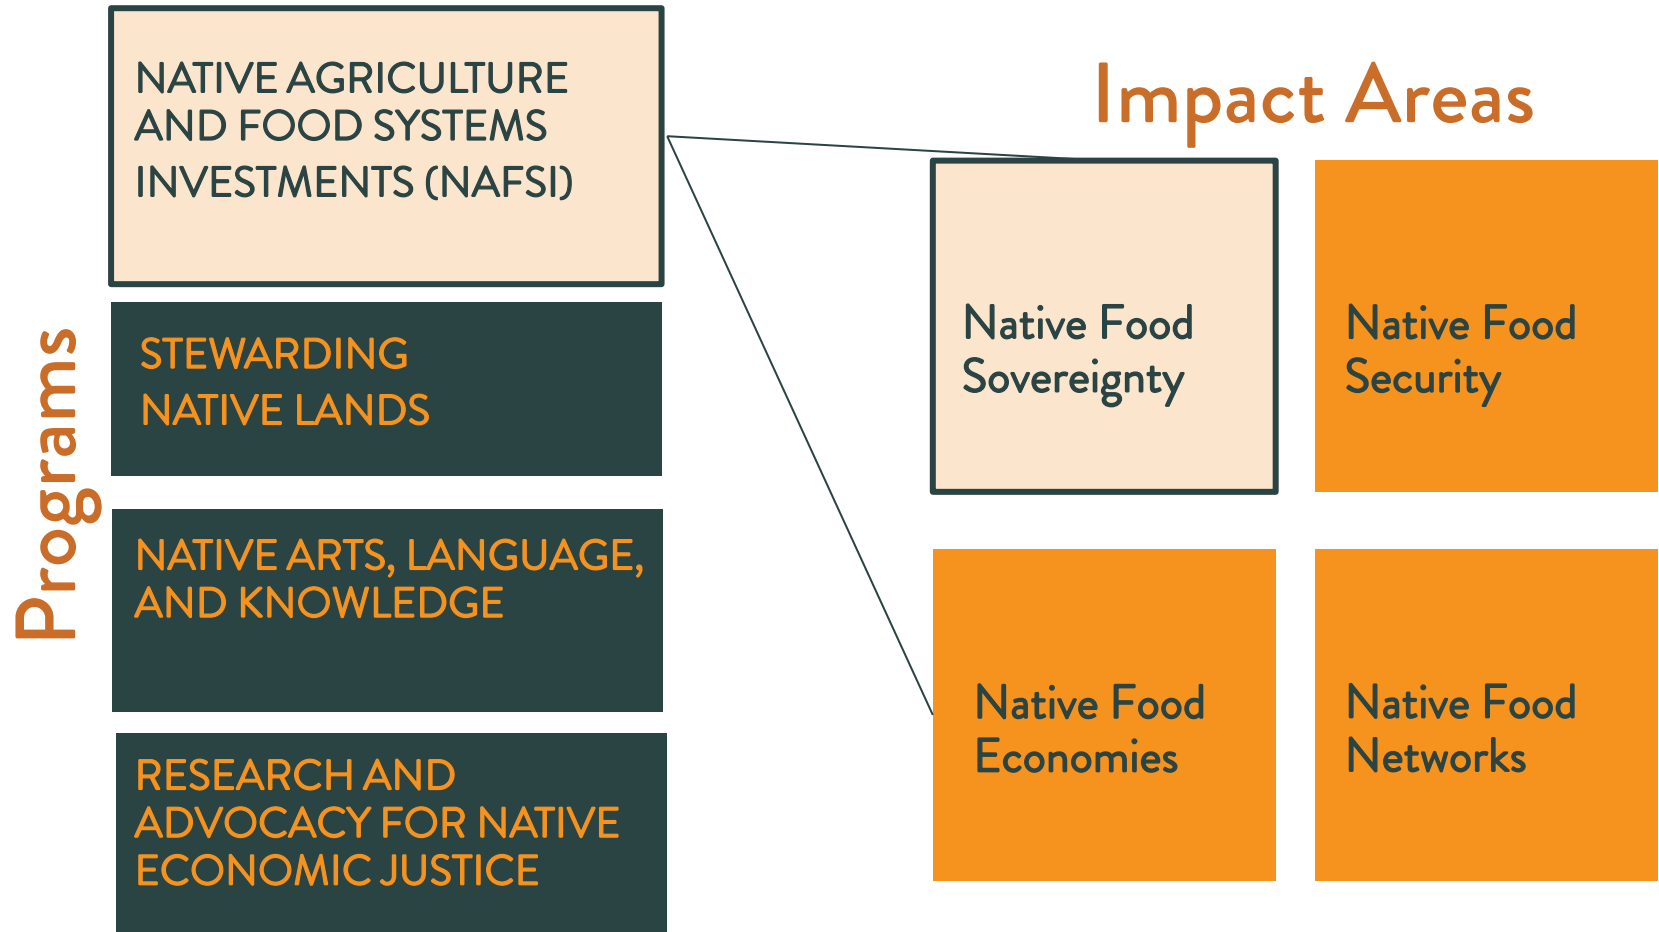 Programs
NATIVE AGRICULTURE
AND FOOD SYSTEMS
INVESTMENTS (NAFSI)
STEWARDING
NATIVE LANDS
NATIVE ARTS, LANGUAGE,
AND KNOWLEDGE
RESEARCH AND
ADVOCACY FOR NATIVE
ECONOMIC JUSTICE
Impact Areas
Native Food
Sovereignty
Native Food
Security
Native Food
Economies
Native Food
Networks